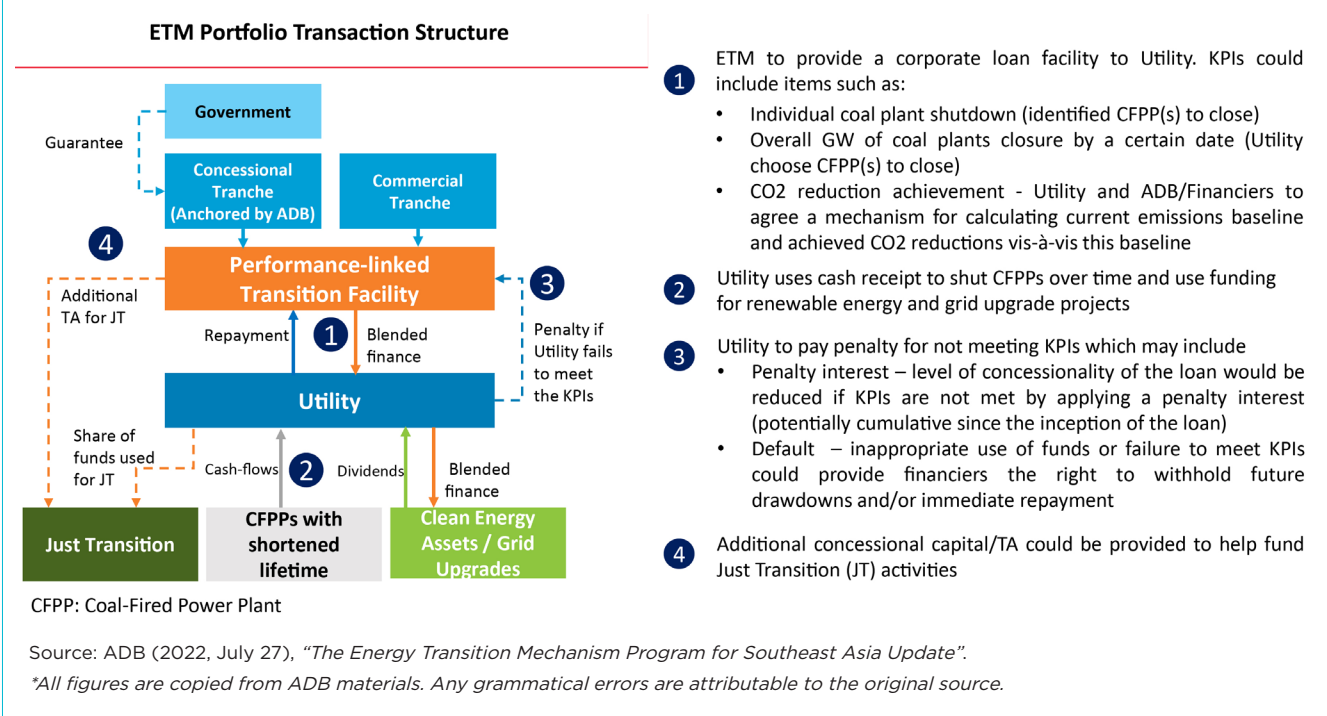 ETM Portfolio Transaction Structure
Government
Guarantee
Concessional
Tranche
(Anchored by ADB)
Commercial
Tranche
4
Performance-linked
Transition Facility
3
Additional
TA for JT
Repayment
1
Blended
finance
Penalty if
Utility fails
to meet
the KPIs
Utility
Share of
funds used
for JT
Cash-flows
2
Dividends
Blended
finance
Just Transition
CFPPs with
shortened
lifetime
Clean Energy
Assets / Grid
Upgrades
CFPP: Coal-Fired Power Plant
1
ETM to provide a corporate loan facility to Utility. KPIs could
include items such as:
• Individual coal plant shutdown (identified CFPP(s) to close)
• Overall GW of coal plants closure by a certain date (Utility
choose CFPP(s) to close)
• CO2 reduction achievement - Utility and ADB/Financiers to
agree a mechanism for calculating current emissions baseline
and achieved CO2 reductions vis-à-vis this baseline
2
Utility uses cash receipt to shut CFPPs over time and use funding
for renewable energy and grid upgrade projects
3
Utility to pay penalty for not meeting KPIs which may include
• Penalty interest – level of concessionality of the loan would be
reduced if KPIs are not met by applying a penalty interest
(potentially cumulative since the inception of the loan)
• Default – inappropriate use of funds or failure to meet KPIs
could provide financiers the right to withhold future
drawdowns and/or immediate repayment
4
Additional concessional capital/TA could be provided to help fund
Just Transition (JT) activities
Source: ADB (2022, July 27), “The Energy Transition Mechanism Program for Southeast Asia Update”.
*All figures are copied from ADB materials. Any grammatical errors are attributable to the original source.